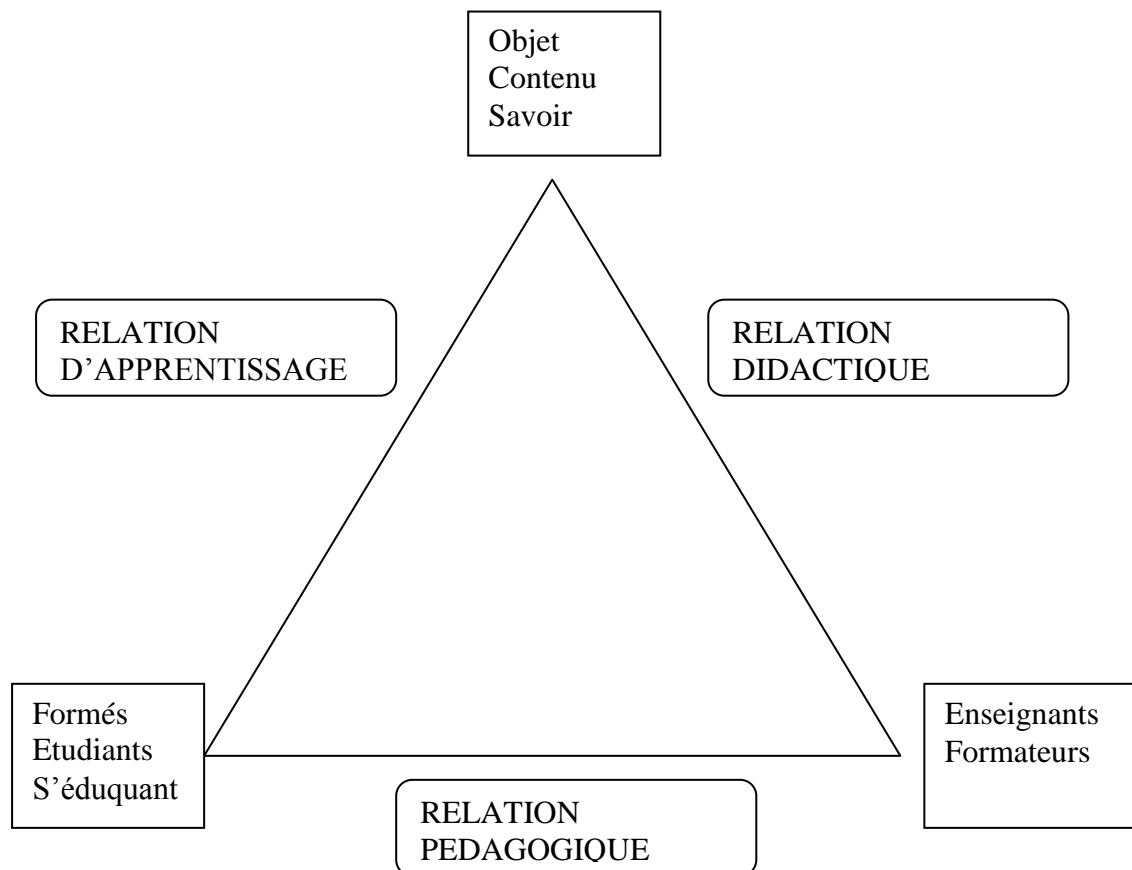 Objet
Contenu
Savoir
RELATION
D’APPRENTISSAGE
RELATION
DIDACTIQUE
Formés
Etudiants
S’éduquant
Enseignants
Formateurs
RELATION
PEDAGOGIQUE